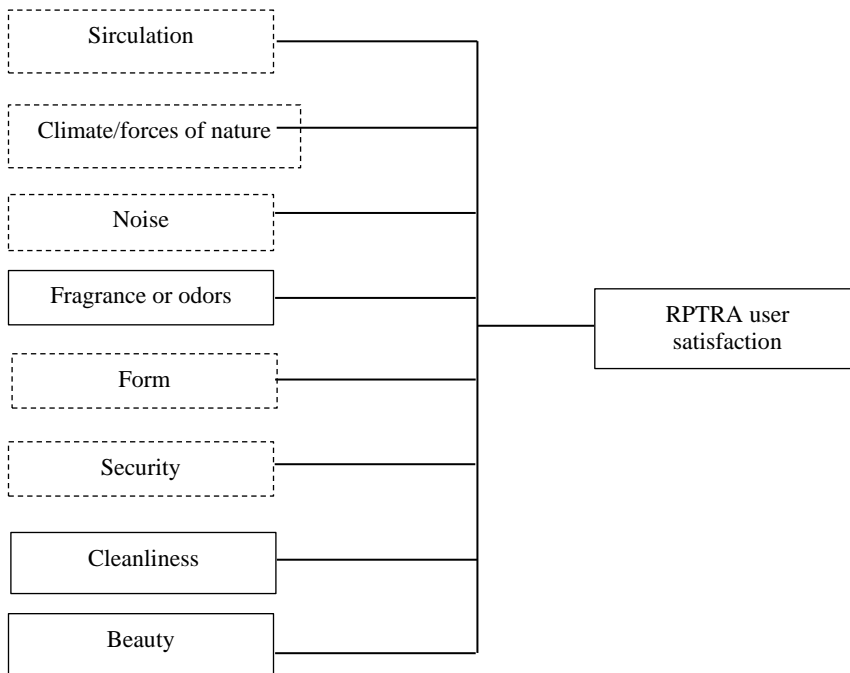 Sirculation
Climate/forces of nature
Noise
Fragrance or odors
RPTRA user
satisfaction
Form
Security
Cleanliness
Beauty